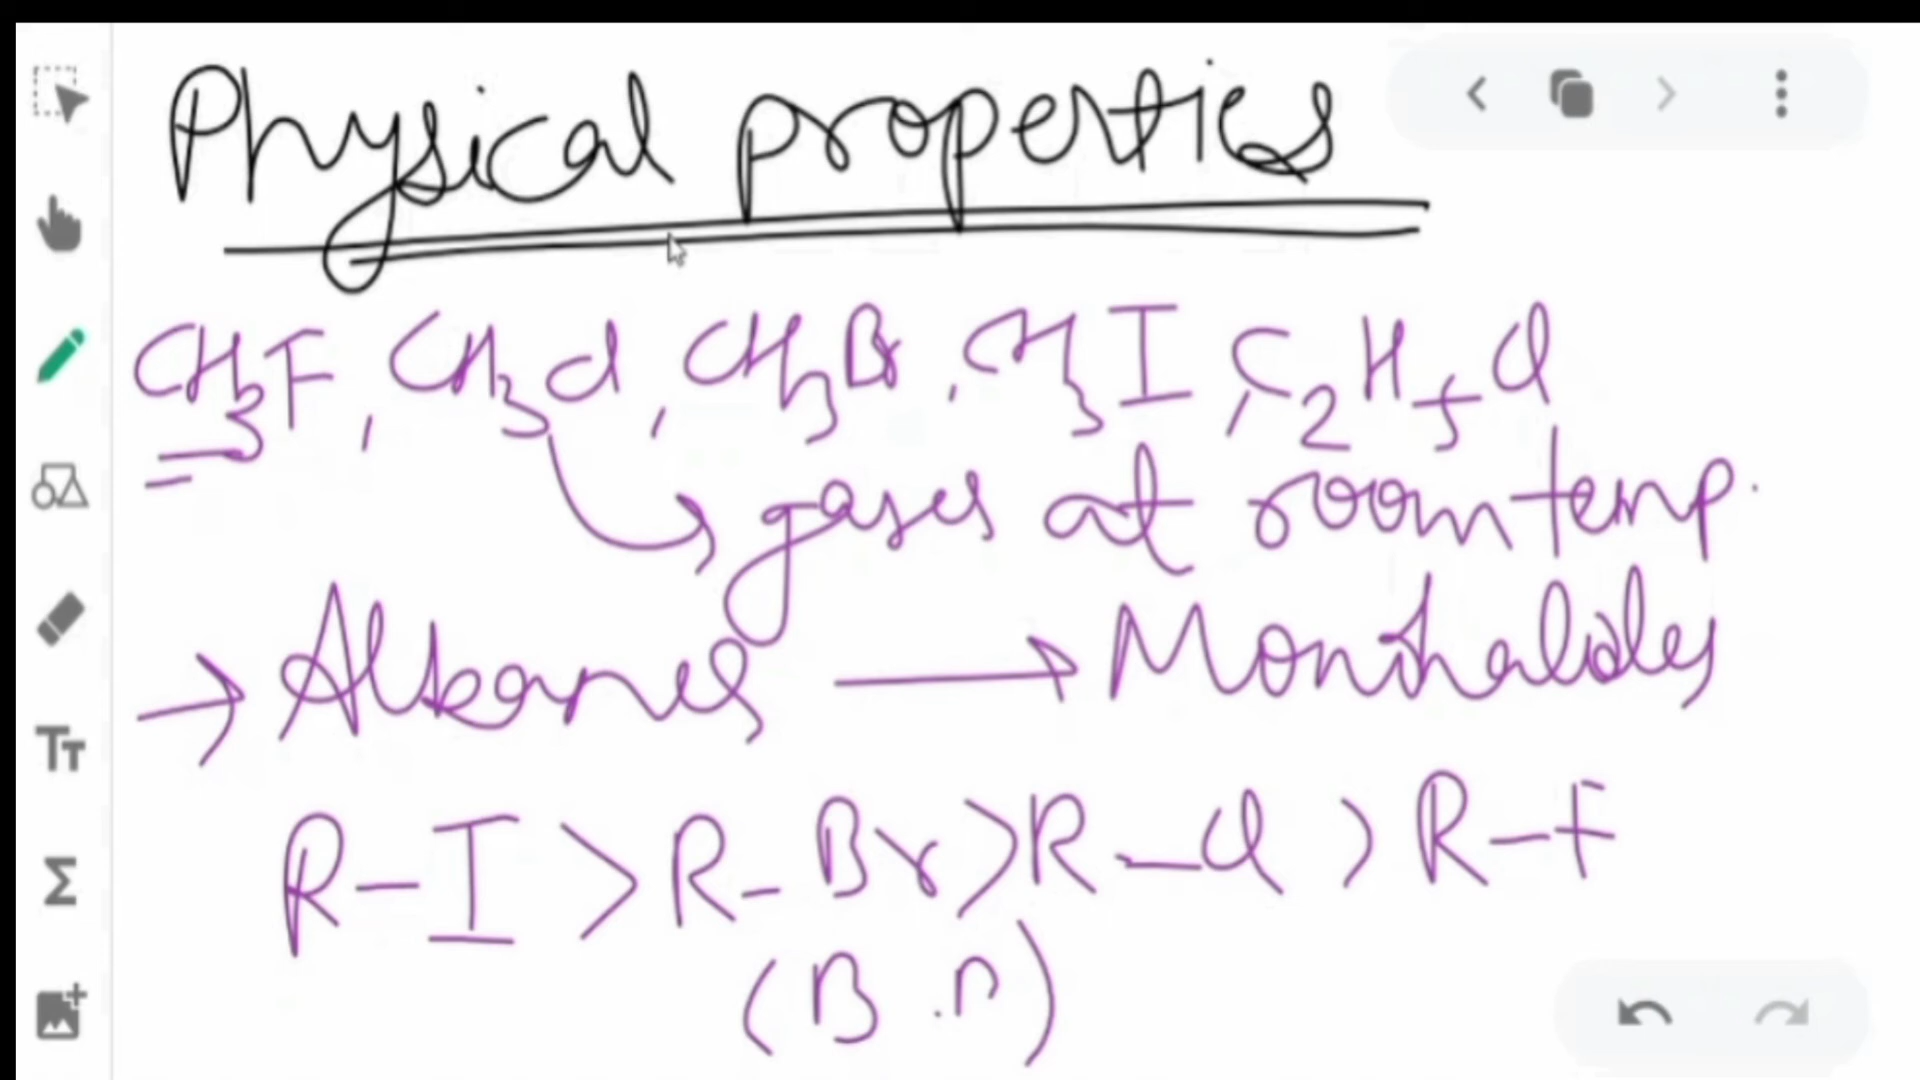 Physical properties
CH3F, CH3Cl, CH3Br, CH3I, C2H5Cl
gases at room temp.
→ Alkanes → Monohalides
R-I > R-Br > R-Cl > R-F
(B.P)